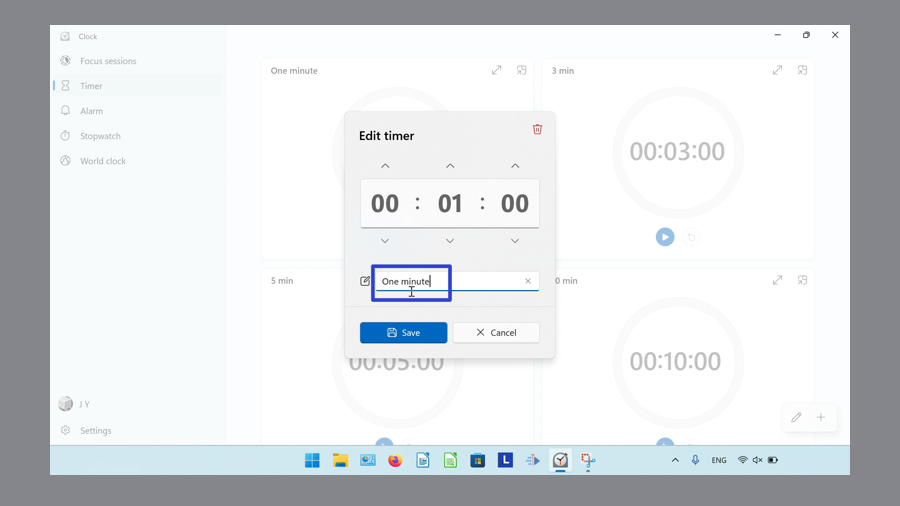 Clock
Focus sessions
Timer
Alarm
Stopwatch
World clock
One minute
3 min
00:03:00
Edit timer
00 : 01 : 00
One minute
Save
Cancel
5 min
0 min
00:05:00
00:10:00
J Y
Settings
L
ENG